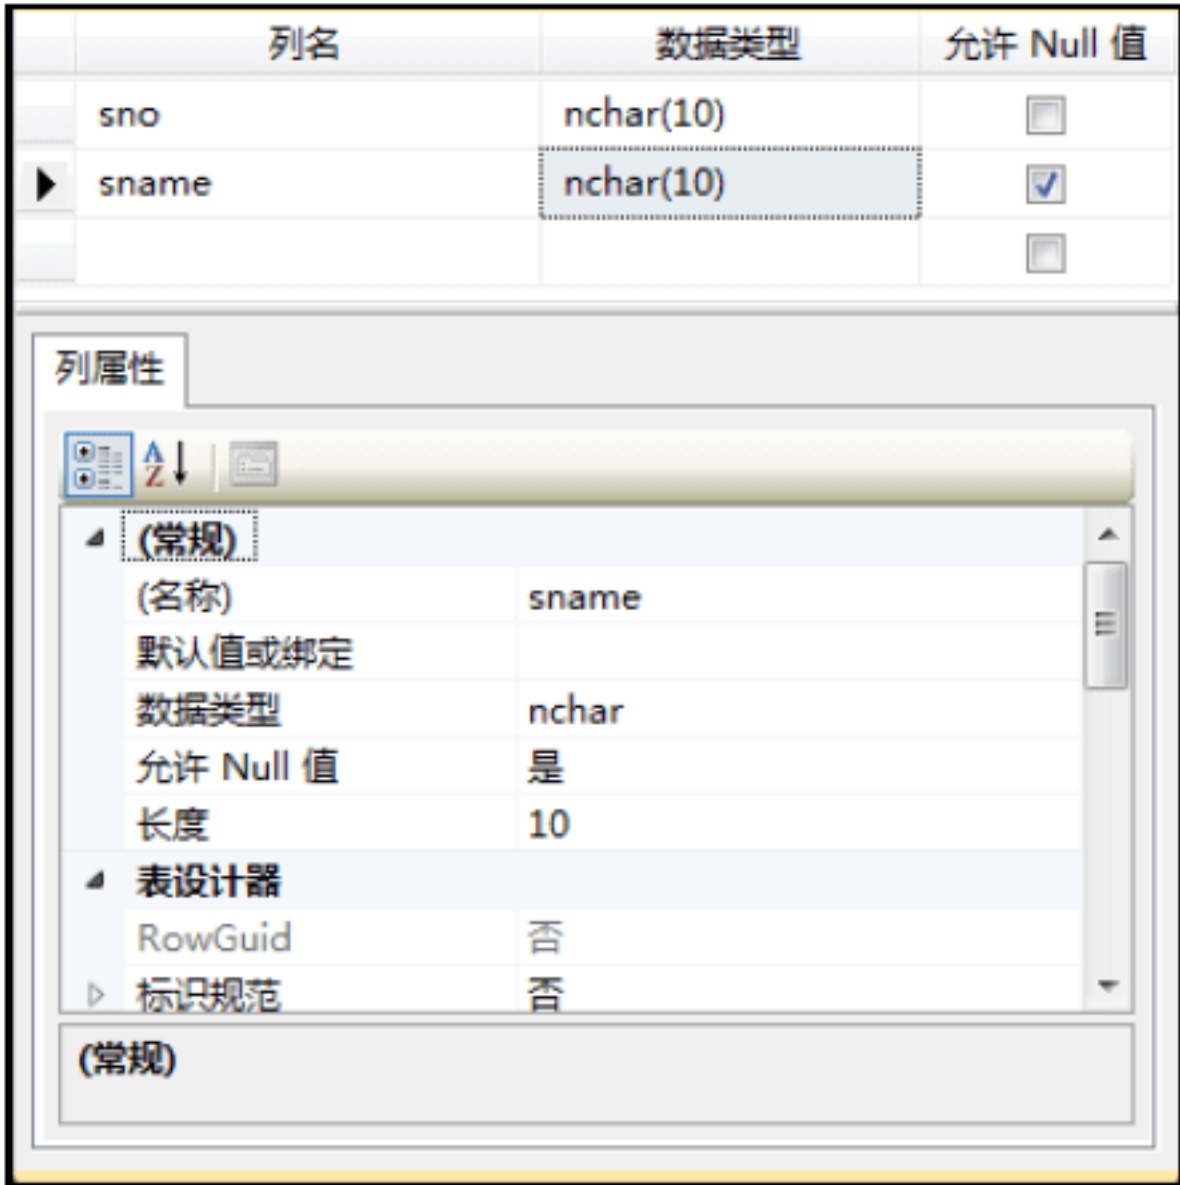 列名 数据类型 允许 Null 值
sno nchar(10)
sname nchar(10)
列属性
(常规)
(名称) sname
默认值或绑定
数据类型 nchar
允许 Null 值 是
长度 10
表设计器
RowGuid 否
标识规范 否
(常规)